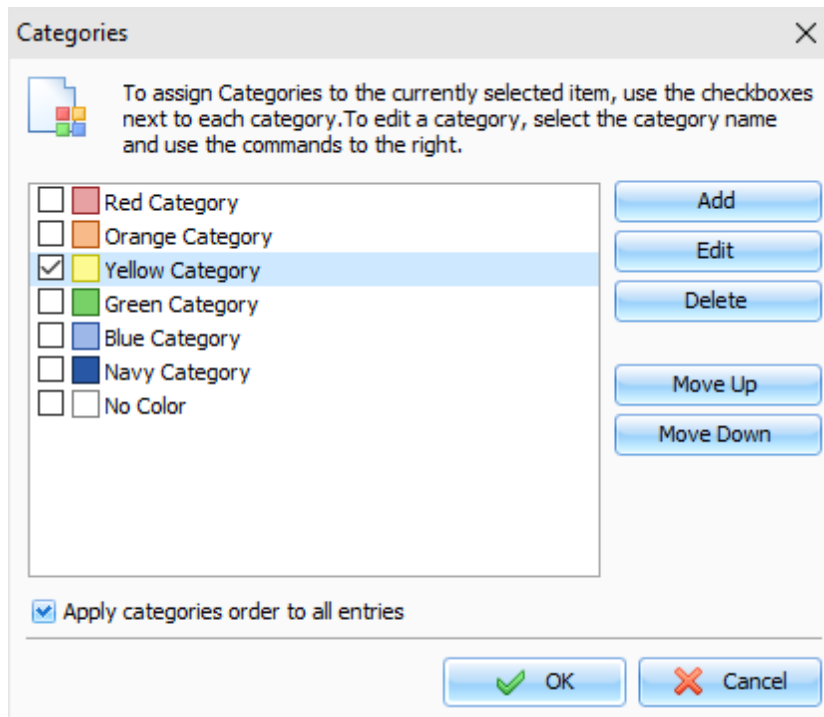 Categories
To assign Categories to the currently selected item, use the checkboxes
next to each category.To edit a category, select the category name
and use the commands to the right.
Red Category
Orange Category
Yellow Category
Green Category
Blue Category
Navy Category
No Color
Add
Edit
Delete
Move Up
Move Down
Apply categories order to all entries
OK
Cancel